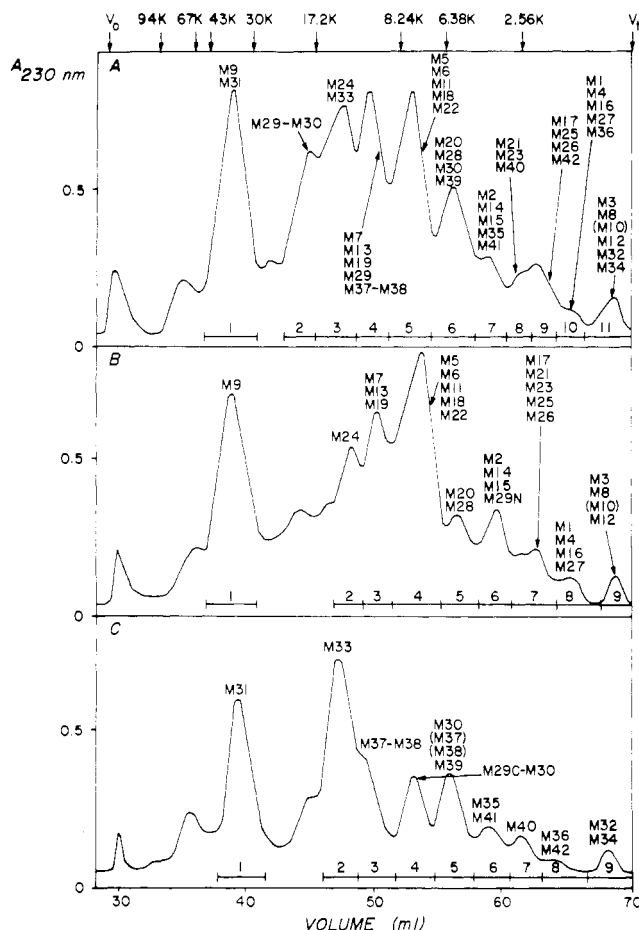 V₀ 94K 67K 43K 30K 17.2K 8.24K 6.38K 2.56K Vₜ
A 230 nm
A
M9
M31
M29-M30
M24
M33
M7
M13
M19
M29
M37-M38
M5
M6
M11
M18
M22
M20
M28
M30
M39
M2
M14
M15
M35
M41
M21
M23
M40
M17
M25
M26
M42
M1
M4
M16
M27
M36
M3
M8
(M10)
M12
M32
M34
0.5
0
1 2 3 4 5 6 7 8 9 10 11
B
M9
M24
M7
M13
M19
M5
M6
M11
M18
M22
M20
M28
M2
M14
M15
M29N
M17
M21
M23
M25
M26
M1
M4
M16
M27
M3
M8
(M10)
M12
0.5
0
1 2 3 4 5 6 7 8 9
C
M31
M33
M37-M38
M30
(M37)
(M38)
M39
M29C-M30
M35
M41
M40
M36
M42
M32
M34
0.5
0
1 2 3 4 5 6 7 8 9
30 40 50 60 70
VOLUME (ml)